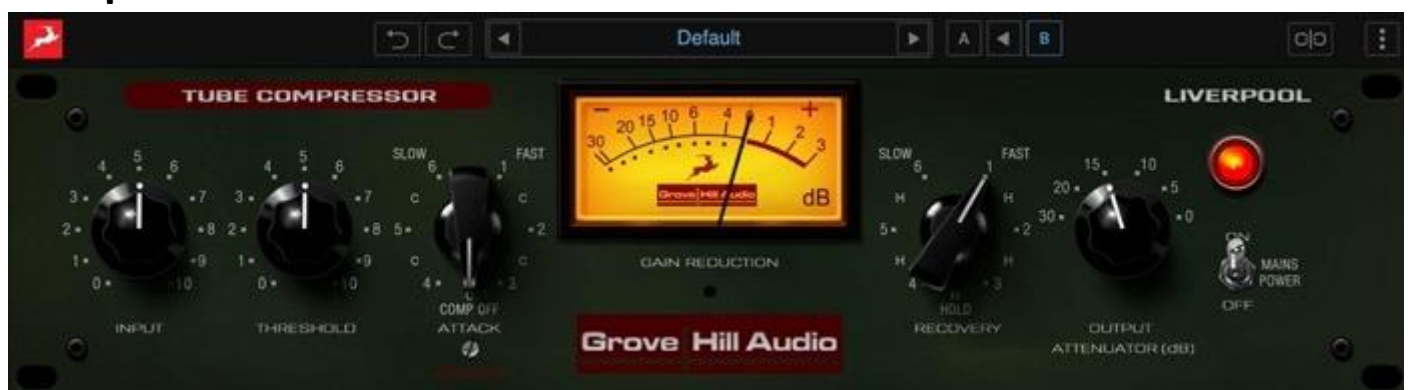 Default
A
B
TUBE COMPRESSOR
LIVERPOOL
0 1 2 3 4 5 6 7 8 9 10
INPUT
0 1 2 3 4 5 6 7 8 9 10
THRESHOLD
SLOW FAST
6 1
C C
5 2
C C
4 3
C
COMP OFF
ATTACK
- +
30 20 15 10 6 4 0 1 2 3
Grove Hill Audio
dB
GAIN REDUCTION
Grove Hill Audio
SLOW FAST
6 1
H H
5 2
H H
4 3
H
HOLD
RECOVERY
30 20 15 10 5 0
OUTPUT
ATTENUATOR (dB)
ON
MAINS
POWER
OFF